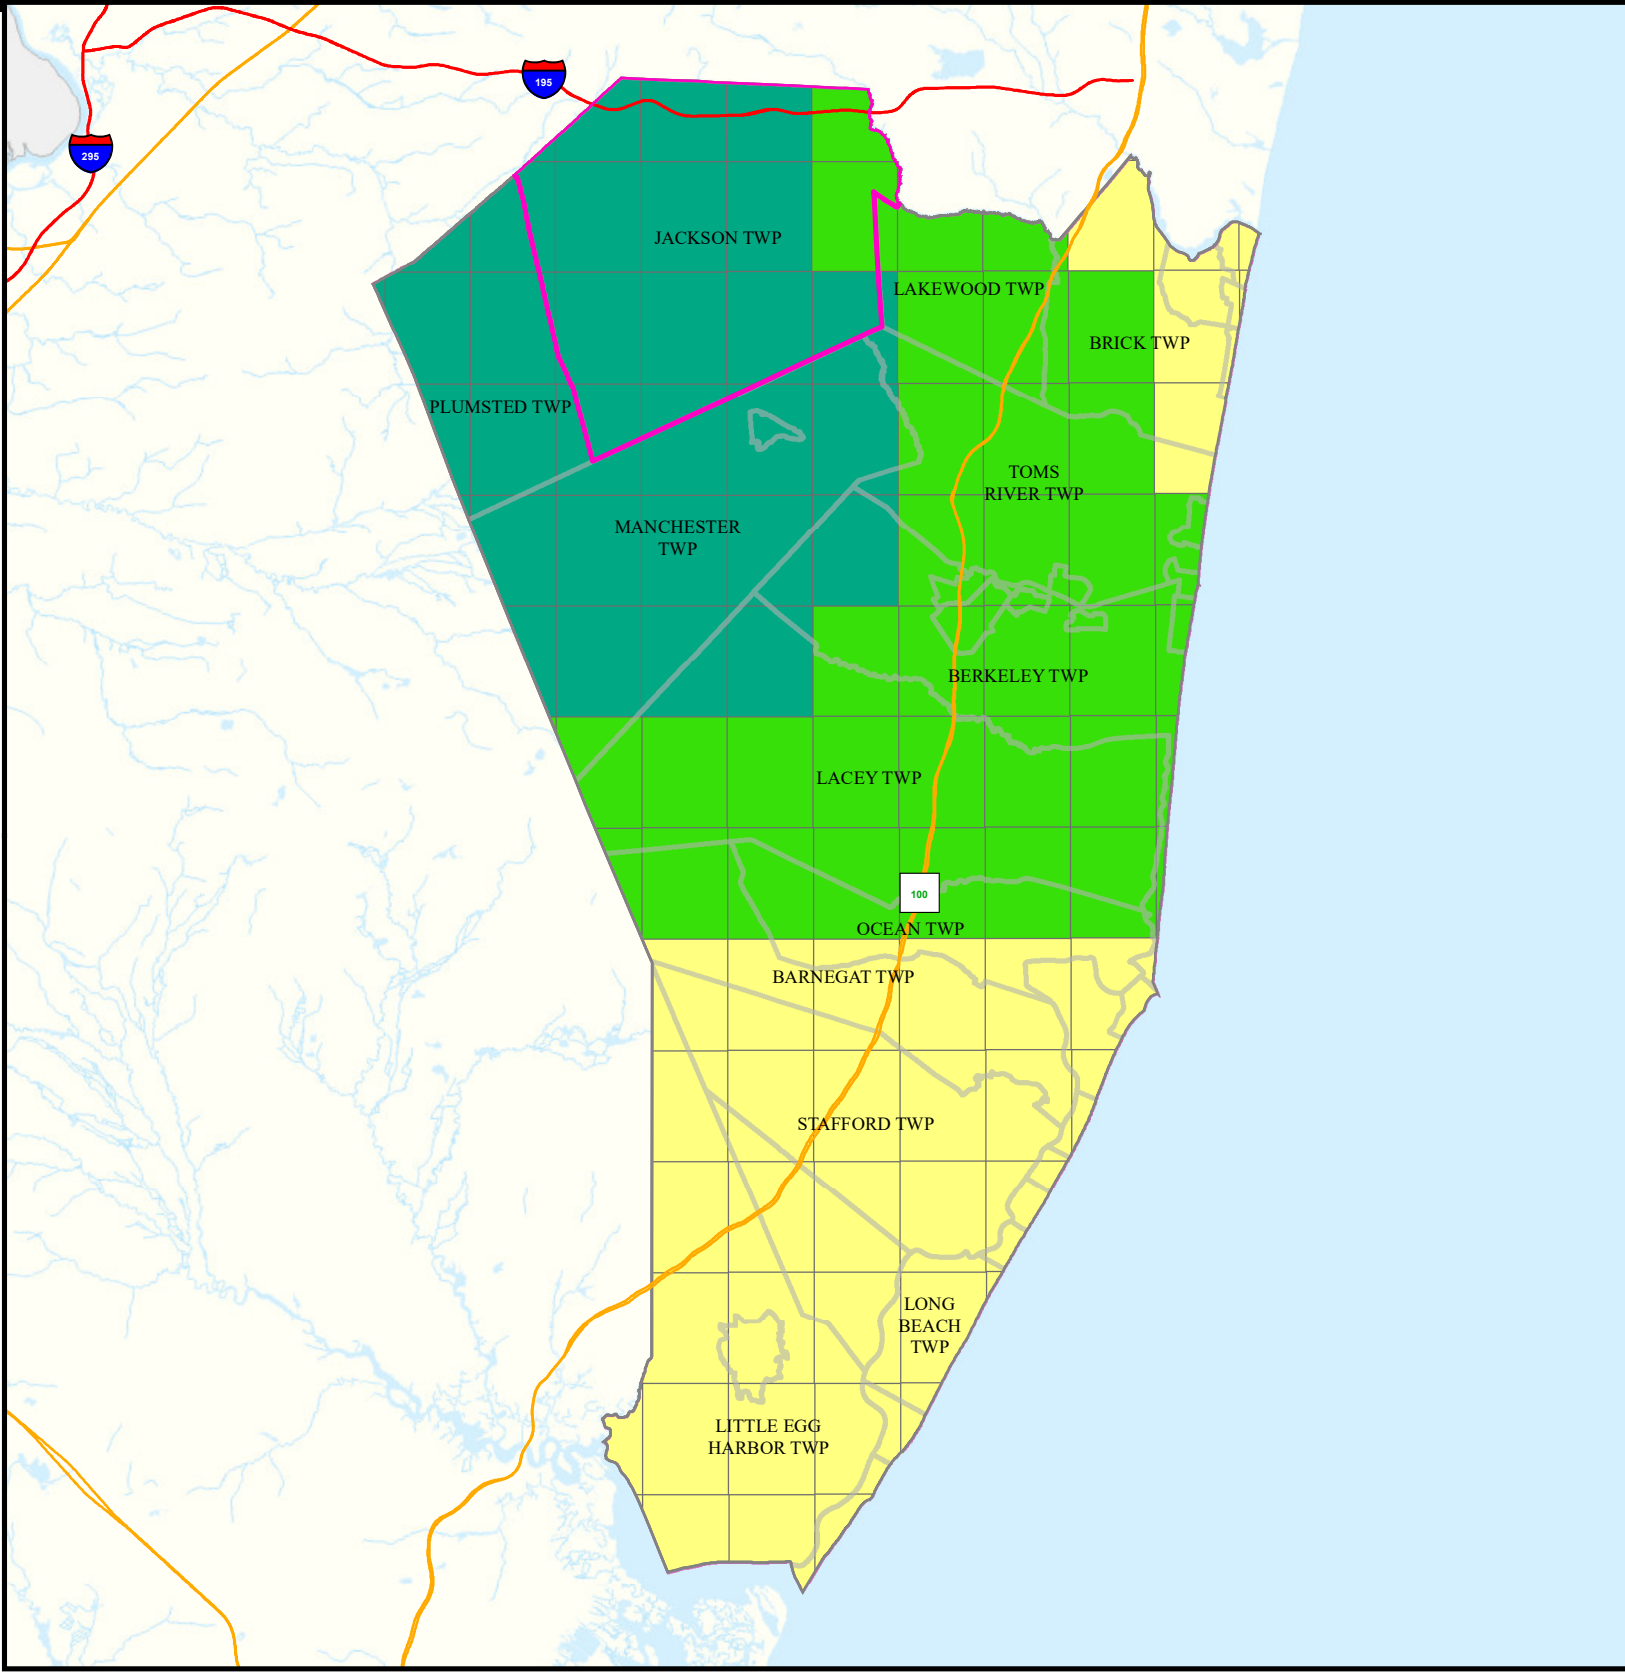 195
295
JACKSON TWP
LAKEWOOD TWP
BRICK TWP
PLUMSTED TWP
TOMS
RIVER TWP
MANCHESTER
TWP
BERKELEY TWP
LACEY TWP
100
OCEAN TWP
BARNEGAT TWP
STAFFORD TWP
LONG
BEACH
TWP
LITTLE EGG
HARBOR TWP